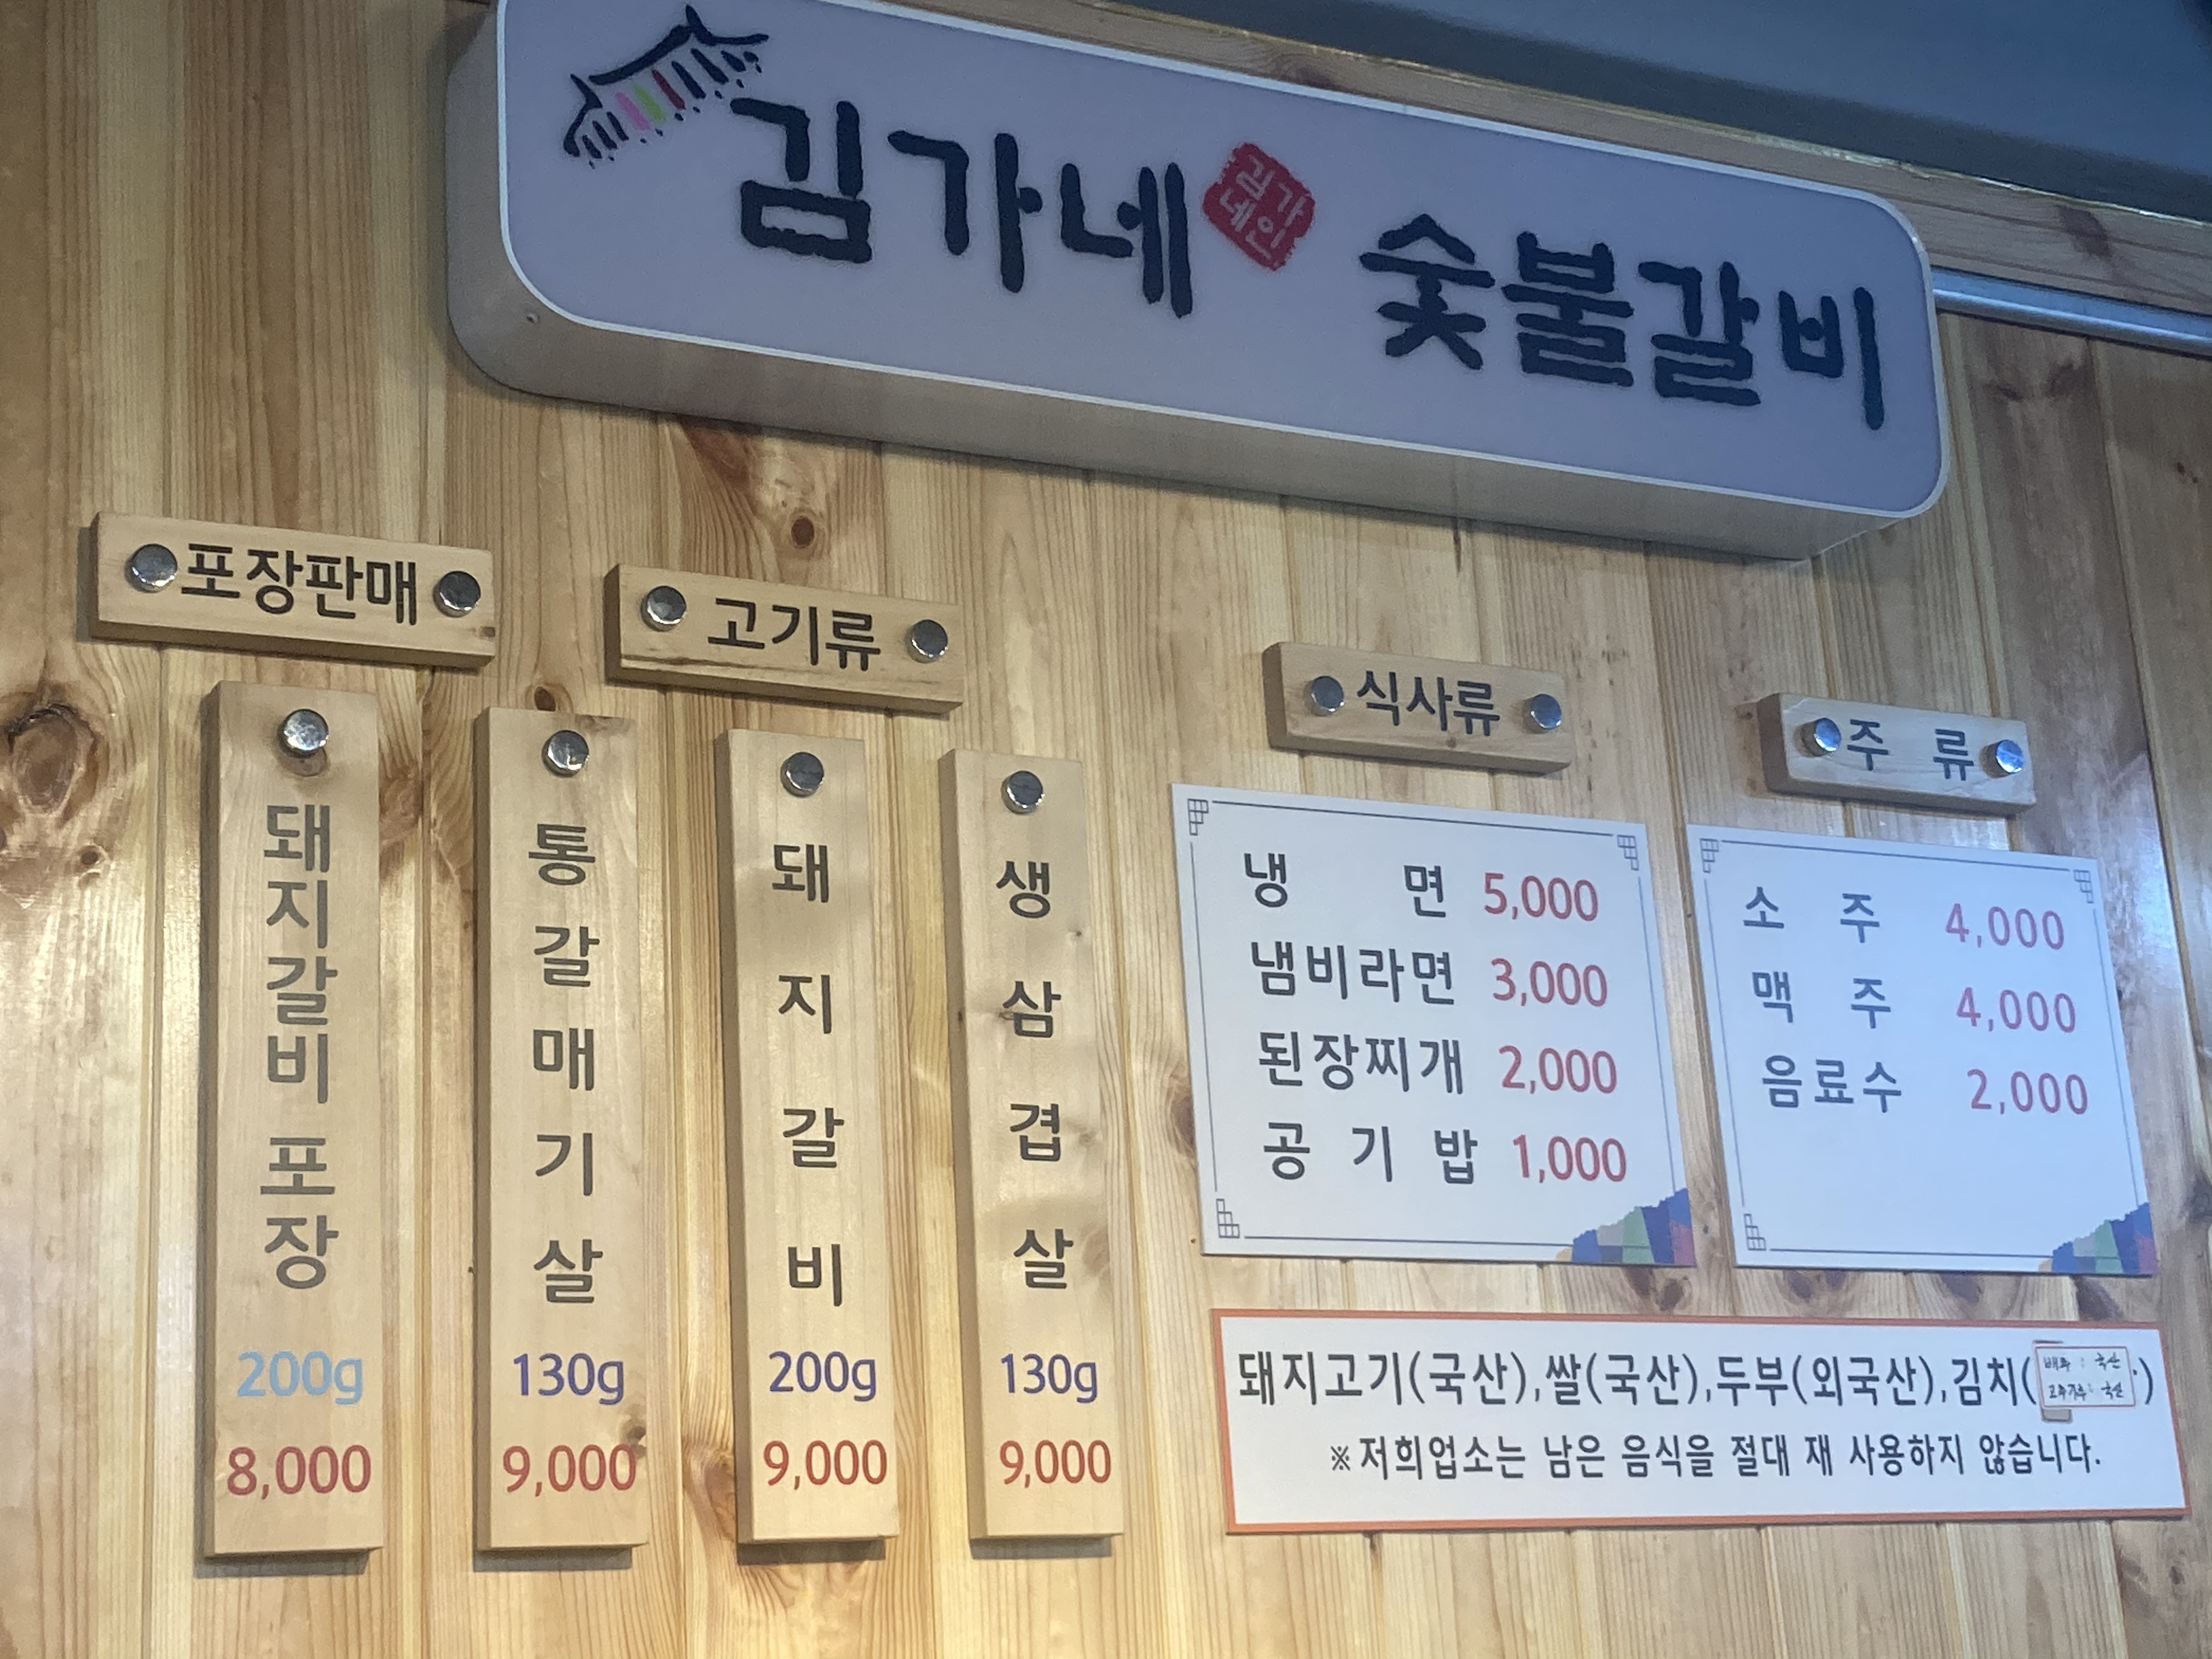 김가네 숯불갈비
김가
네인
포장판매
돼지갈비 포장
200g
8,000
고기류
통갈매기살
130g
9,000
돼지갈비
200g
9,000
생삼겹살
130g
9,000
식사류
냉면 5,000
냄비라면 3,000
된장찌개 2,000
공기밥 1,000
주류
소주 4,000
맥주 4,000
음료수 2,000
돼지고기(국산),쌀(국산),두부(외국산),김치(배추 : 국산
고추가루 : 국산)
※저희업소는 남은 음식을 절대 재 사용하지 않습니다.